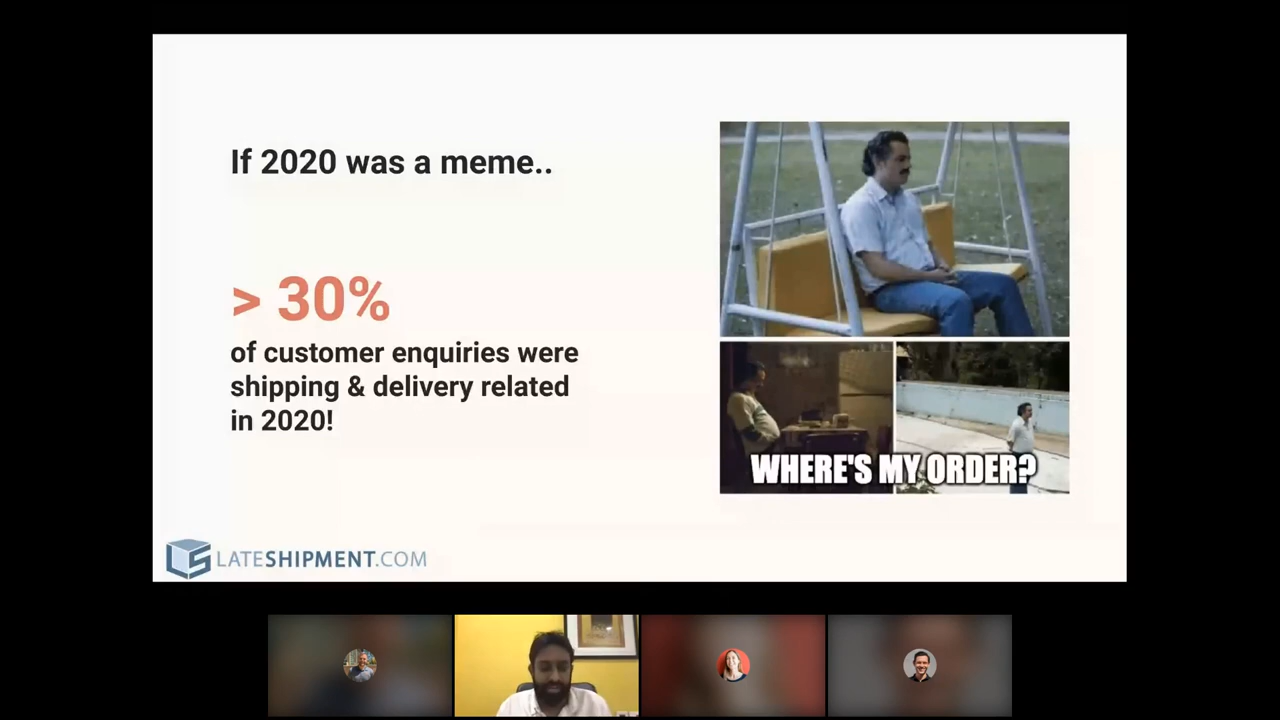 If 2020 was a meme..
> 30%
of customer enquiries were
shipping & delivery related
in 2020!
WHERE'S MY ORDER?
LATESHIPMENT.COM